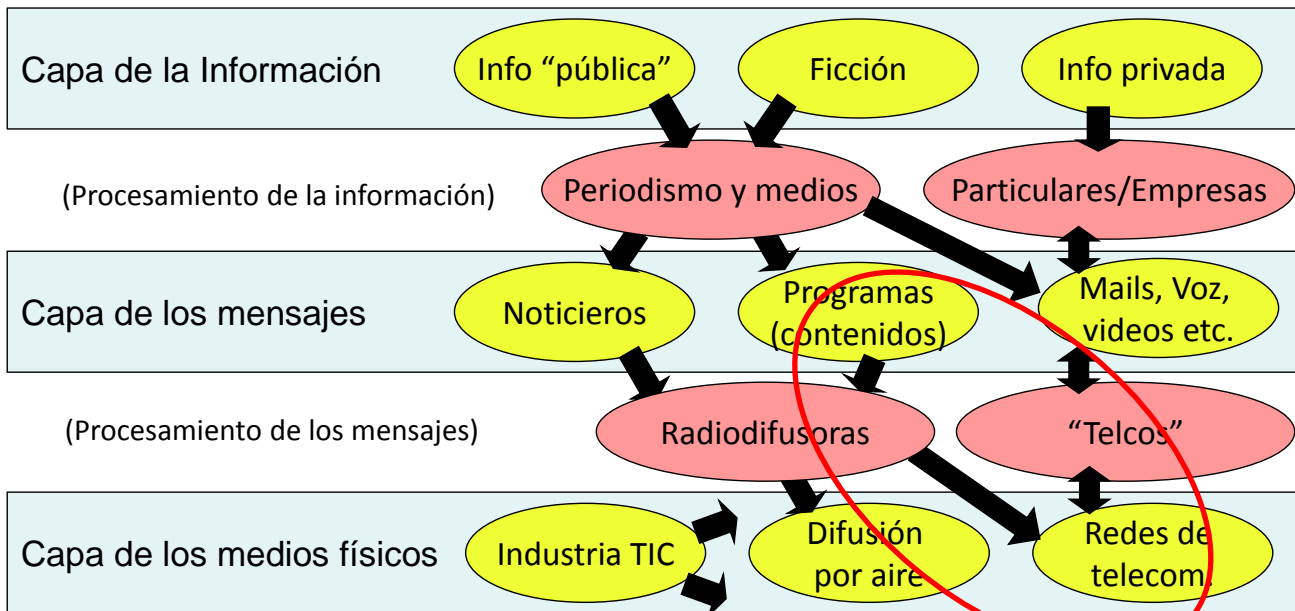 Capa de la Información
Info “pública”
Ficción
Info privada
(Procesamiento de la información)
Periodismo y medios
Particulares/Empresas
Capa de los mensajes
Noticieros
Programas
(contenidos)
Mails, Voz,
videos etc.
(Procesamiento de los mensajes)
Radiodifusoras
“Telcos”
Capa de los medios físicos
Industria TIC
Difusión
por aire
Redes de
telecom.